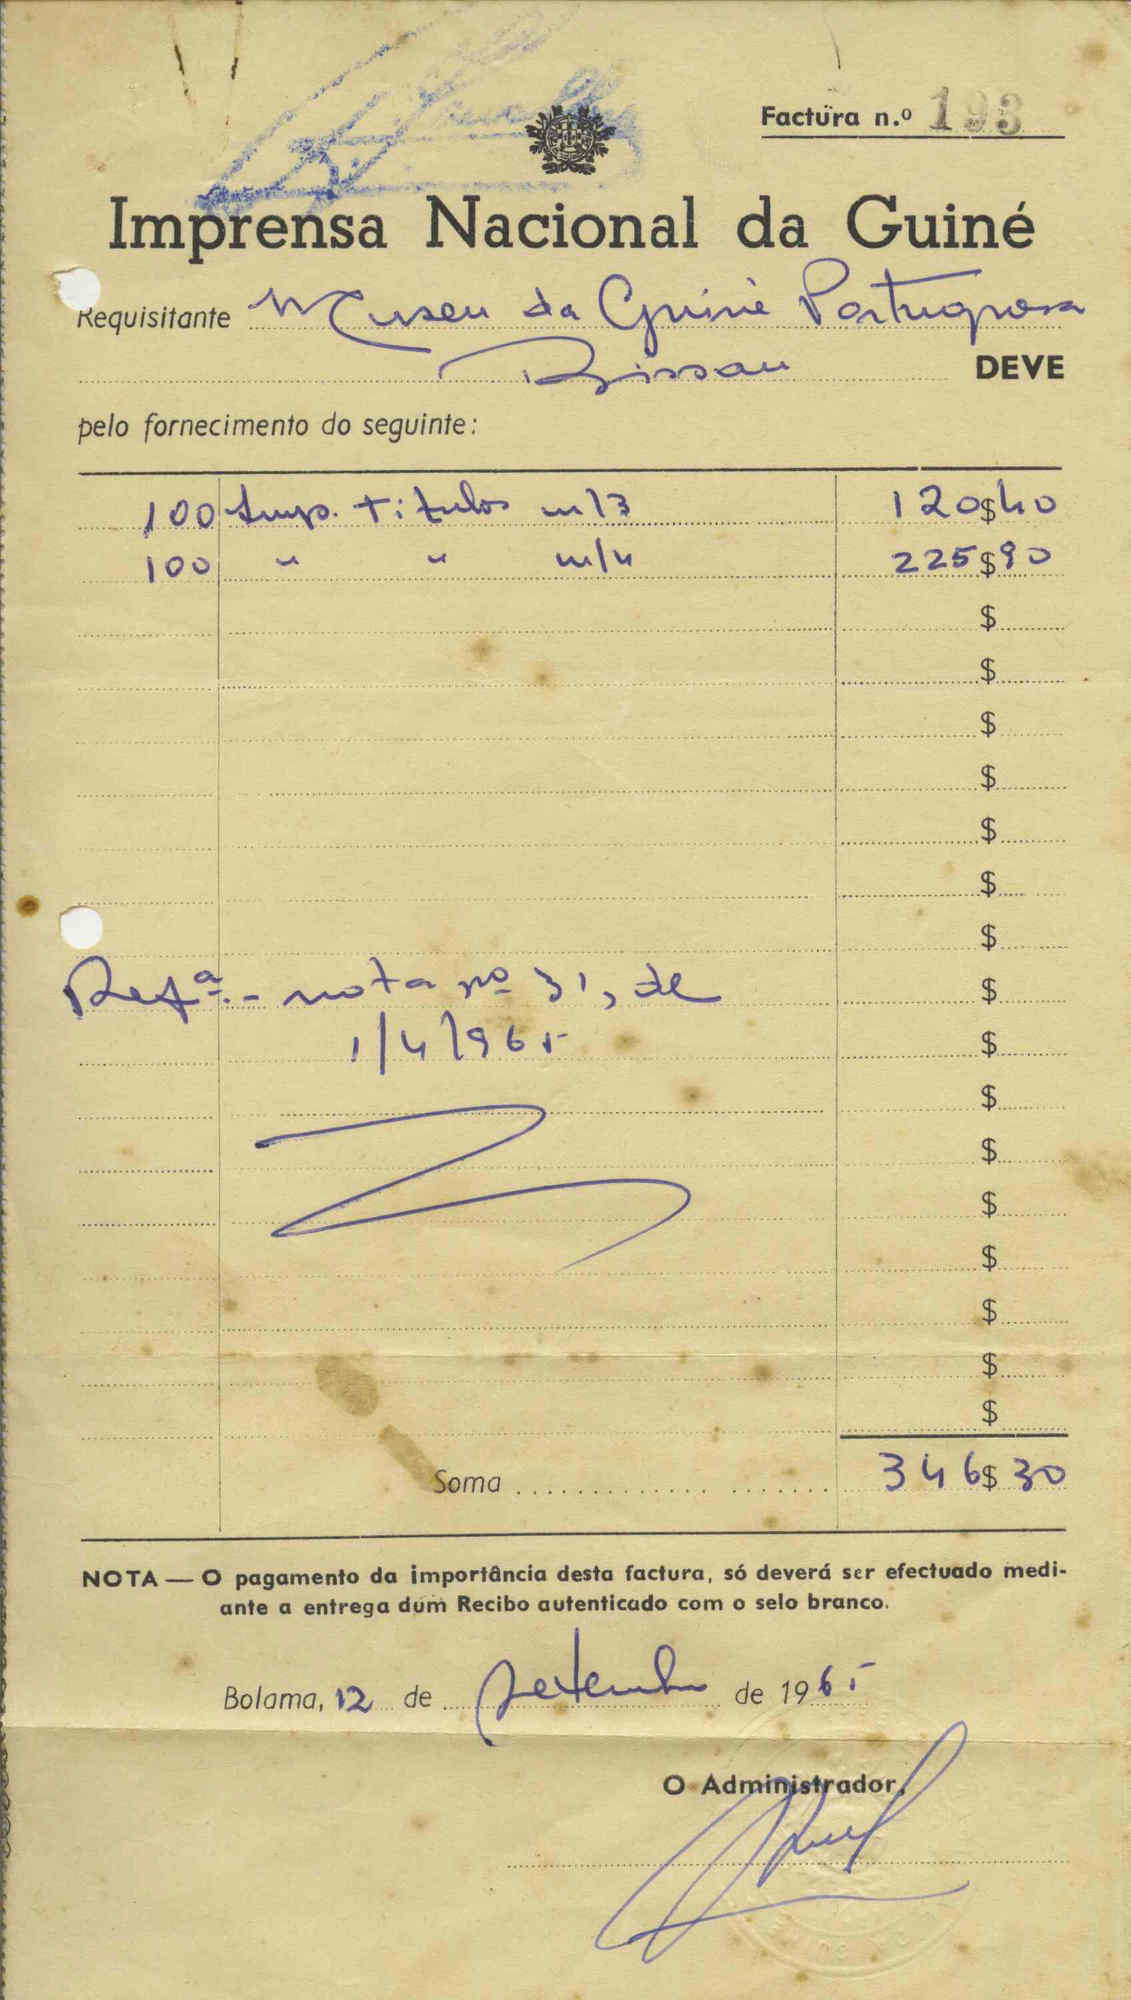 Factura n.º 193
Imprensa Nacional da Guiné
Requisitante Museu da Guiné Portuguesa
Bissau DEVE
pelo fornecimento do seguinte:
100 Imp. títulos m/3 120$40
100 " " m/4 225$90
$
$
$
$
$
$
$
Refª. - nota nº 31, de $
1/4/965 $
$
$
$
$
$
$
$
Soma 346$30
NOTA — O pagamento da importância desta factura, só deverá ser efectuado medi-
ante a entrega dum Recibo autenticado com o selo branco.
Bolama, 12 de setembro de 1965
O Administrador,